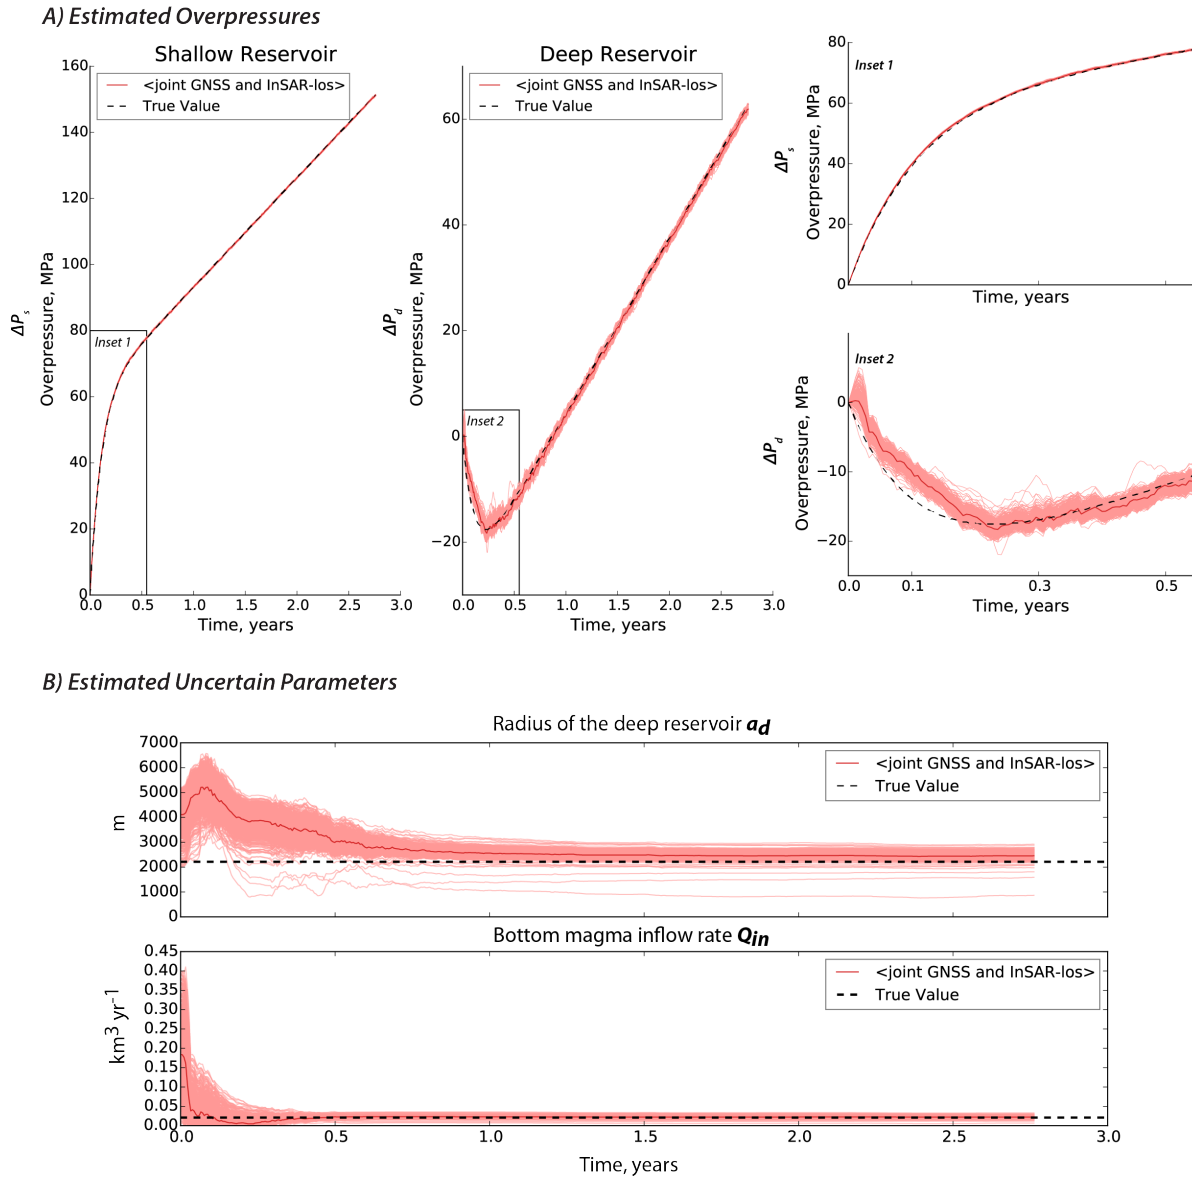 A) Estimated Overpressures
Shallow Reservoir
<joint GNSS and InSAR-los>
True Value
160
140
120
100
80
60
40
20
0
ΔPs
Overpressure, MPa
Inset 1
0.0 0.5 1.0 1.5 2.0 2.5 3.0
Time, years
Deep Reservoir
<joint GNSS and InSAR-los>
True Value
60
40
20
0
−20
ΔPd
Overpressure, MPa
Inset 2
0.0 0.5 1.0 1.5 2.0 2.5 3.0
Time, years
Inset 1
80
60
40
20
0
ΔPs
Overpressure, MPa
Time, years
Inset 2
0
−10
−20
ΔPd
Overpressure, MPa
0.0 0.1 0.3 0.5
Time, years
B) Estimated Uncertain Parameters
Radius of the deep reservoir ad
7000
6000
5000
4000
3000
2000
1000
0
m
<joint GNSS and InSAR-los>
True Value
Bottom magma inflow rate Qin
0.45
0.40
0.35
0.30
0.25
0.20
0.15
0.10
0.05
0.00
km3 yr-1
<joint GNSS and InSAR-los>
True Value
0.0 0.5 1.0 1.5 2.0 2.5 3.0
Time, years